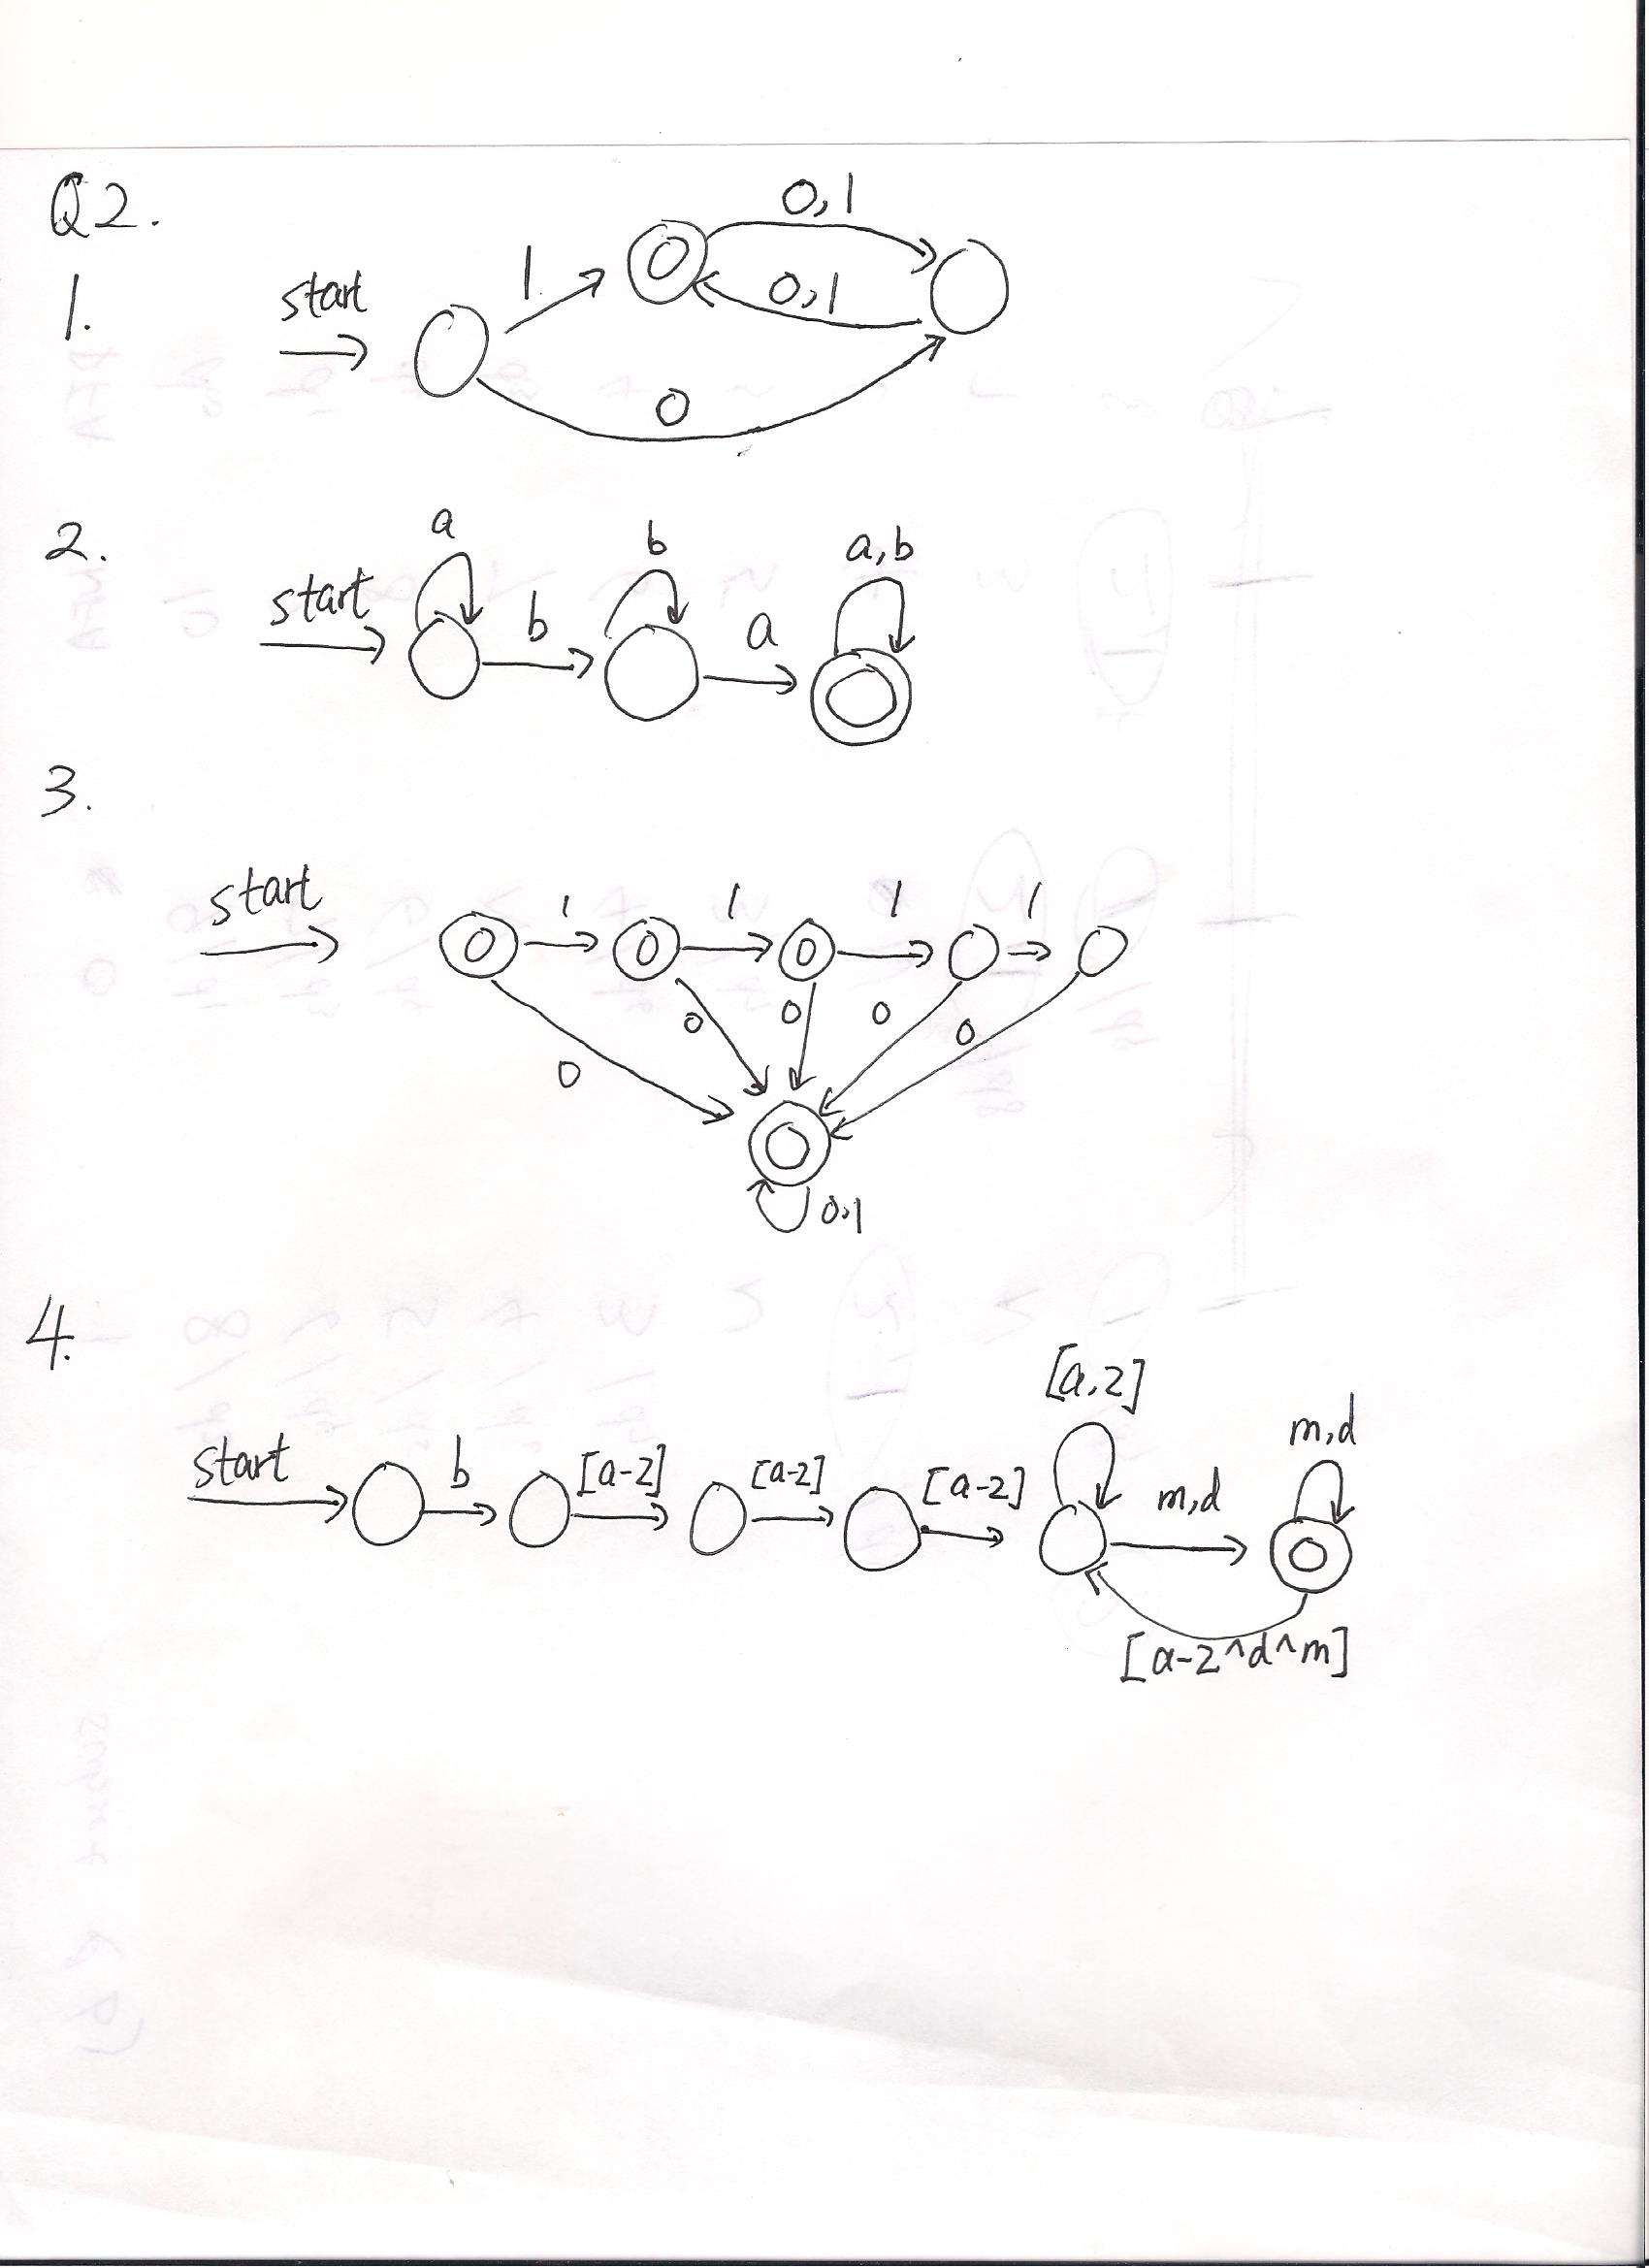 Q2.
1.
start
1
0,1
0,1
0
2.
start
a
b
b
a
a,b
3.
start
1
1
1
1
0
0
0
0
0
0,1
4.
start
b
[a-z]
[a-z]
[a-z]
[a,z]
m,d
m,d
[a-z^d^m]